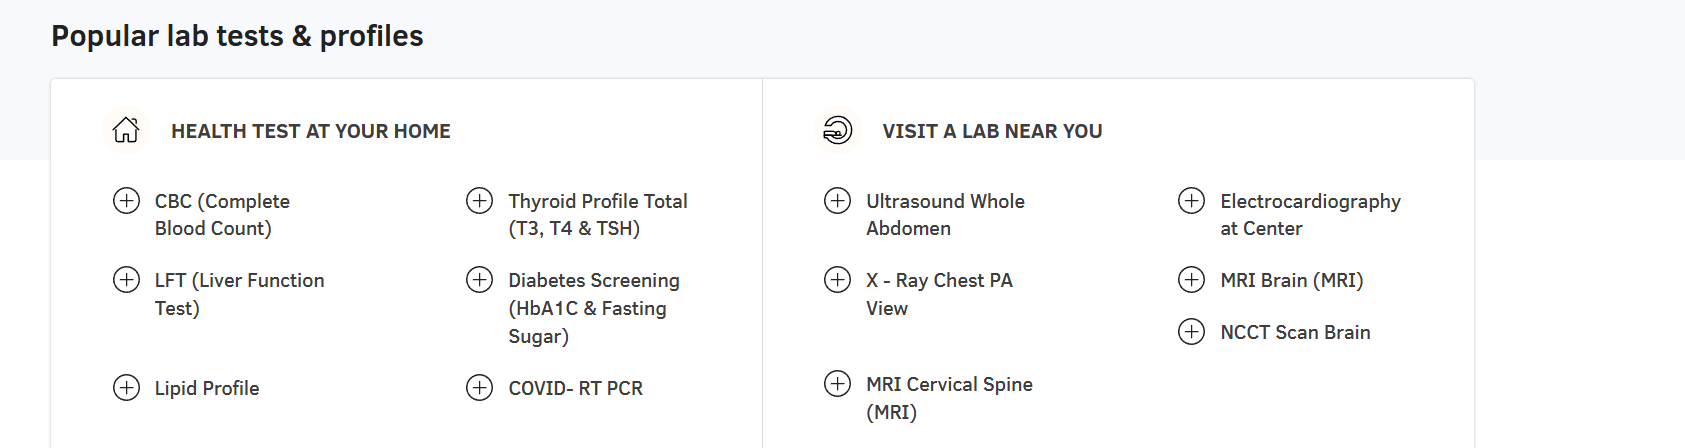 Popular lab tests & profiles
HEALTH TEST AT YOUR HOME
CBC (Complete
Blood Count)
Thyroid Profile Total
(T3, T4 & TSH)
LFT (Liver Function
Test)
Diabetes Screening
(HbA1C & Fasting
Sugar)
Lipid Profile
COVID- RT PCR
VISIT A LAB NEAR YOU
Ultrasound Whole
Abdomen
Electrocardiography
at Center
X - Ray Chest PA
View
MRI Brain (MRI)
NCCT Scan Brain
MRI Cervical Spine
(MRI)